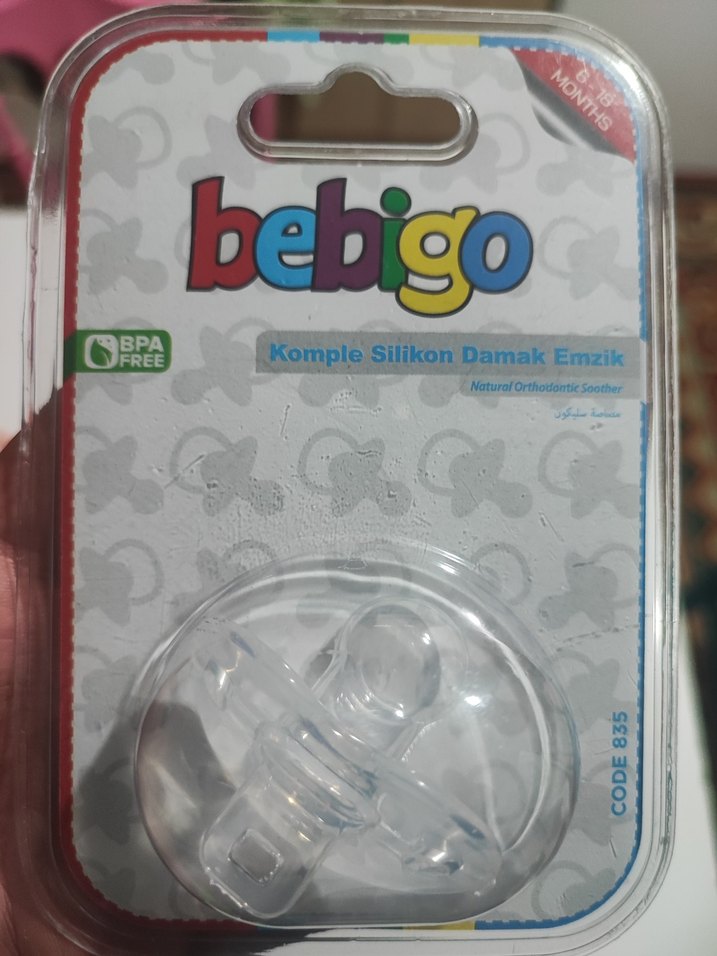 6 - 18
MONTHS
bebigo
BPA
FREE
Komple Silikon Damak Emzik
Natural Orthodontic Soother
مصاصة سليكون
CODE 835